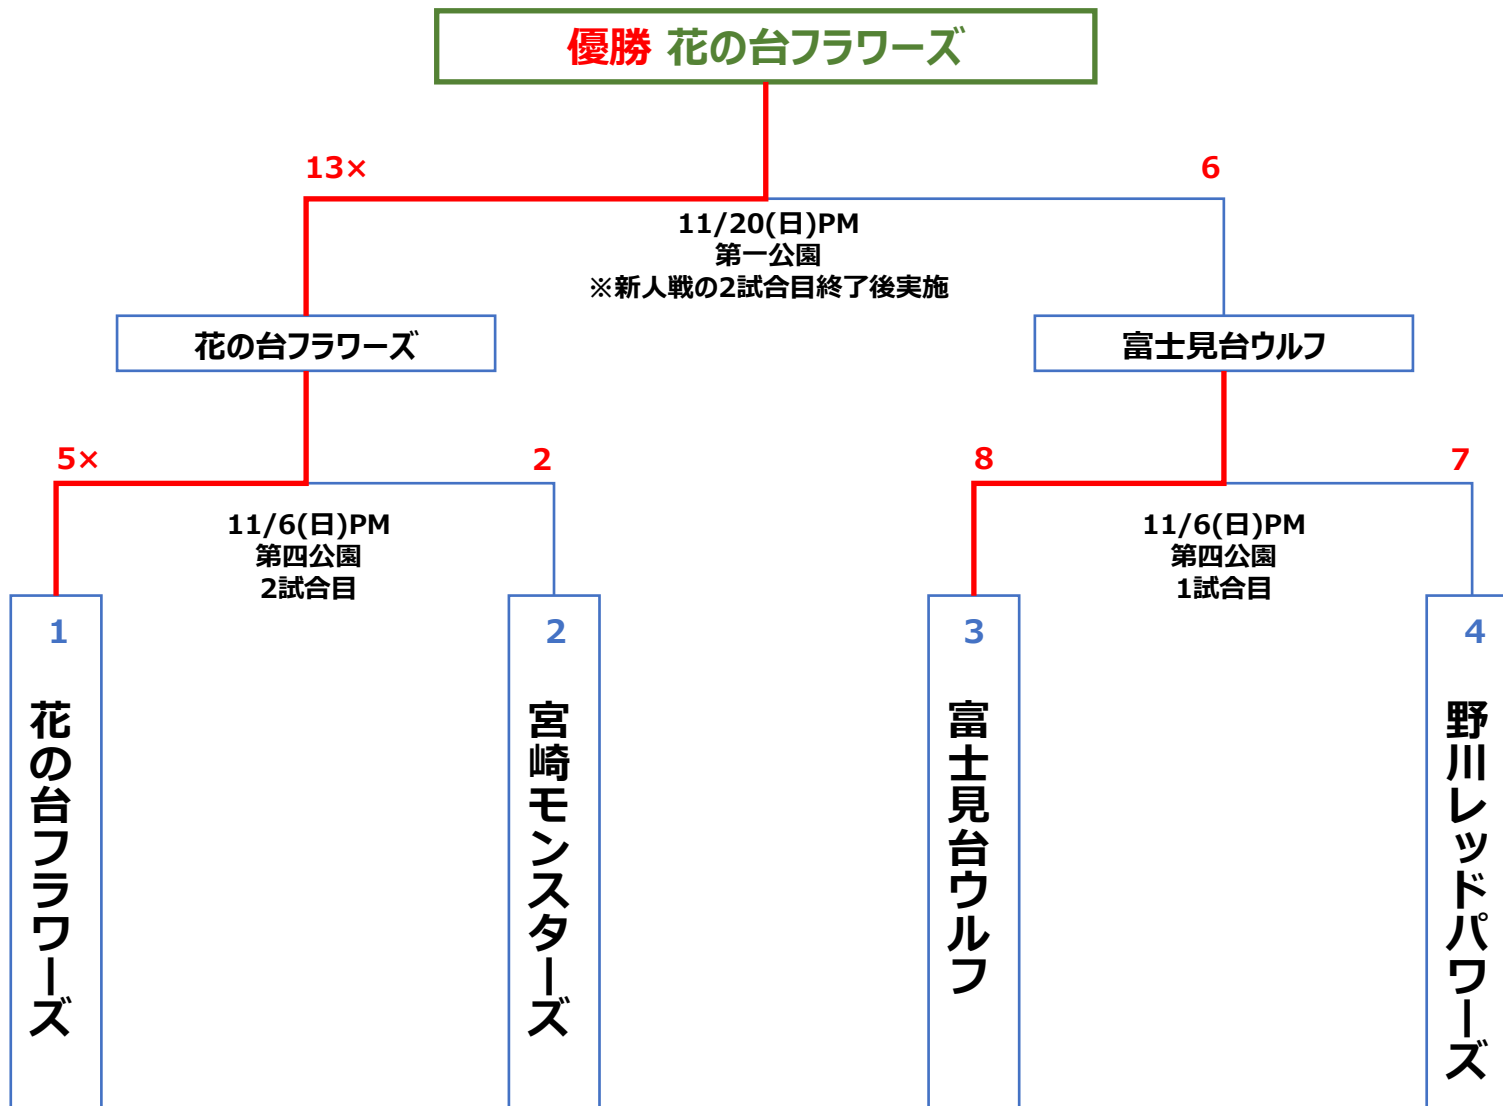 優勝 花の台フラワーズ
13×
6
11/20(日)PM
第一公園
※新人戦の2試合目終了後実施
花の台フラワーズ
富士見台ウルフ
5×
2
8
7
11/6(日)PM
第四公園
2試合目
11/6(日)PM
第四公園
1試合目
1
花の台フラワーズ
2
宮崎モンスターズ
3
富士見台ウルフ
4
野川レッドパワーズ